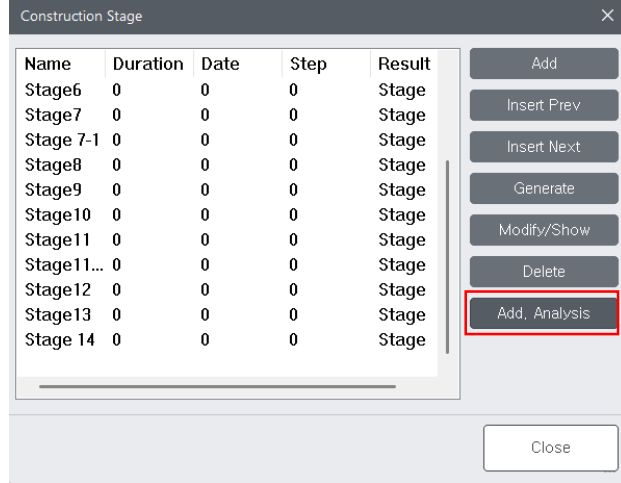 Construction Stage
Name Duration Date Step Result
Stage6 0 0 0 Stage
Stage7 0 0 0 Stage
Stage 7-1 0 0 0 Stage
Stage8 0 0 0 Stage
Stage9 0 0 0 Stage
Stage10 0 0 0 Stage
Stage11 0 0 0 Stage
Stage11... 0 0 0 Stage
Stage12 0 0 0 Stage
Stage13 0 0 0 Stage
Stage 14 0 0 0 Stage
Add
Insert Prev
Insert Next
Generate
Modify/Show
Delete
Add, Analysis
Close